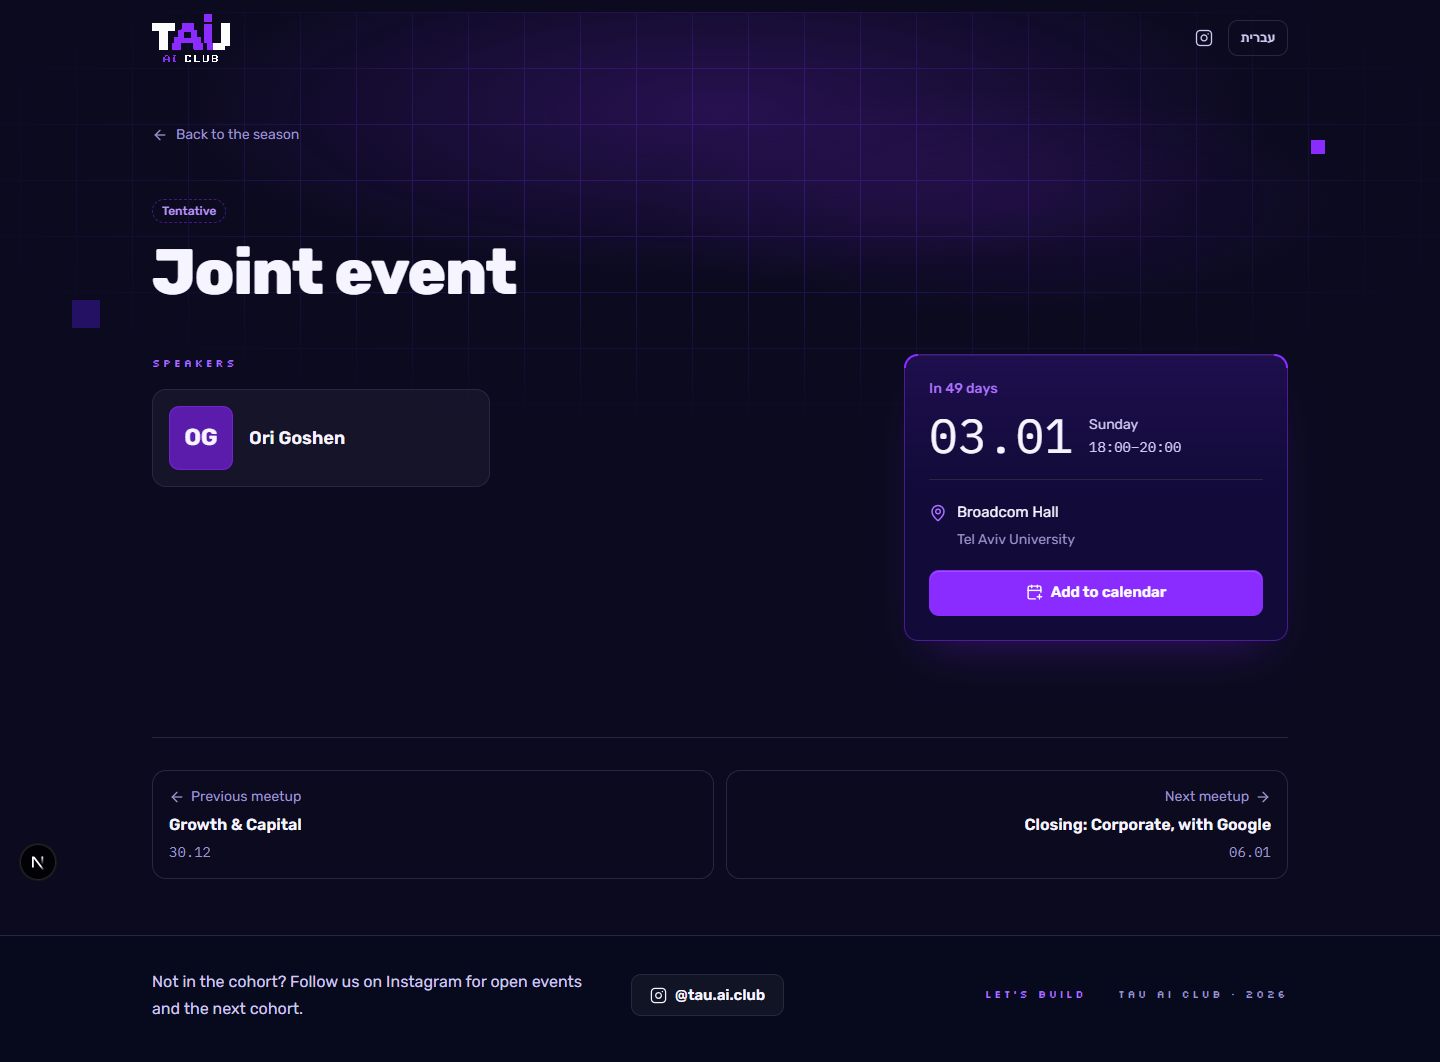 TAiU
AI CLUB
עברית
Back to the season
Tentative
Joint event
SPEAKERS
OG
Ori Goshen
In 49 days
03.01
Sunday
18:00–20:00
Broadcom Hall
Tel Aviv University
Add to calendar
Previous meetup
Growth & Capital
30.12
Next meetup
Closing: Corporate, with Google
06.01
N
Not in the cohort? Follow us on Instagram for open events
and the next cohort.
@tau.ai.club
LET'S BUILD
TAU AI CLUB · 2026